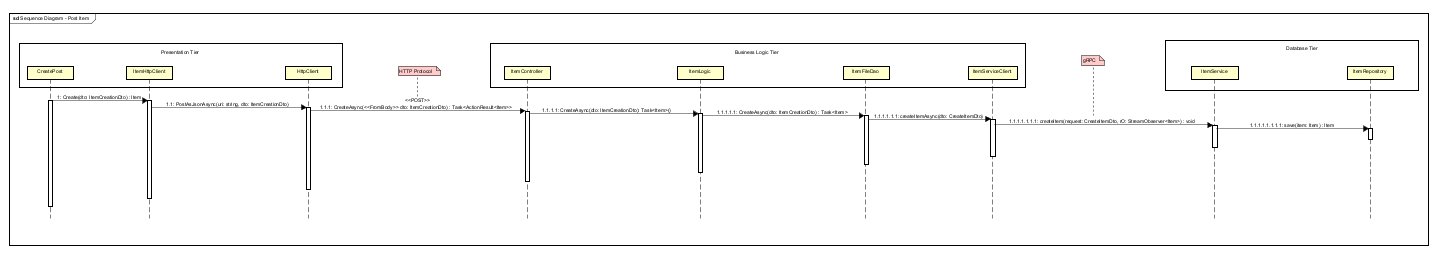 sd Sequence Diagram - Post Item
Presentation Tier
Business Logic Tier
Database Tier
CreatePost
ItemHttpClient
HttpClient
HTTP Protocol
ItemController
ItemLogic
ItemFileDao
ItemServiceClient
gRPC
ItemService
ItemRepository
<<POST>>
1: Create(dto: ItemCreationDto) : Item
1.1: PostAsJsonAsync(uri: string, dto: ItemCreationDto)
1.1.1: CreateAsync(<<FromBody>> dto: ItemCreationDto) : Task<ActionResult<Item>>
1.1.1.1: CreateAsync(dto: ItemCreationDto): Task<Item>()
1.1.1.1.1: CreateAsync(dto: ItemCreationDto) : Task<Item>
1.1.1.1.1.1: createItemAsync(dto: CreateItemDto)
1.1.1.1.1.1.1: createItem(request: CreateItemDto, rO: StreamObserver<Item>) : void
1.1.1.1.1.1.1.1: save(item: Item) : Item